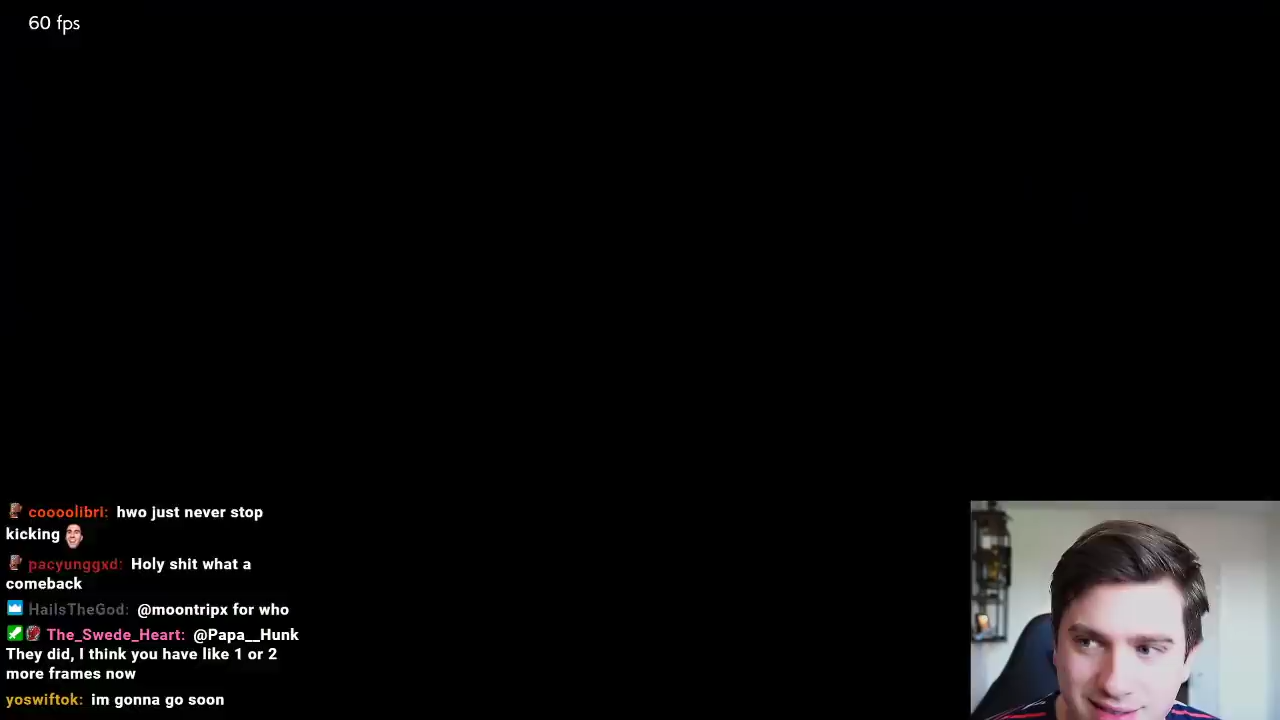 60 fps
coooolibri: hwo just never stop
kicking
pacyunggxd: Holy shit what a
comeback
HailsTheGod: @moontripx for who
The_Swede_Heart: @Papa__Hunk
They did, I think you have like 1 or 2
more frames now
yoswiftok: im gonna go soon